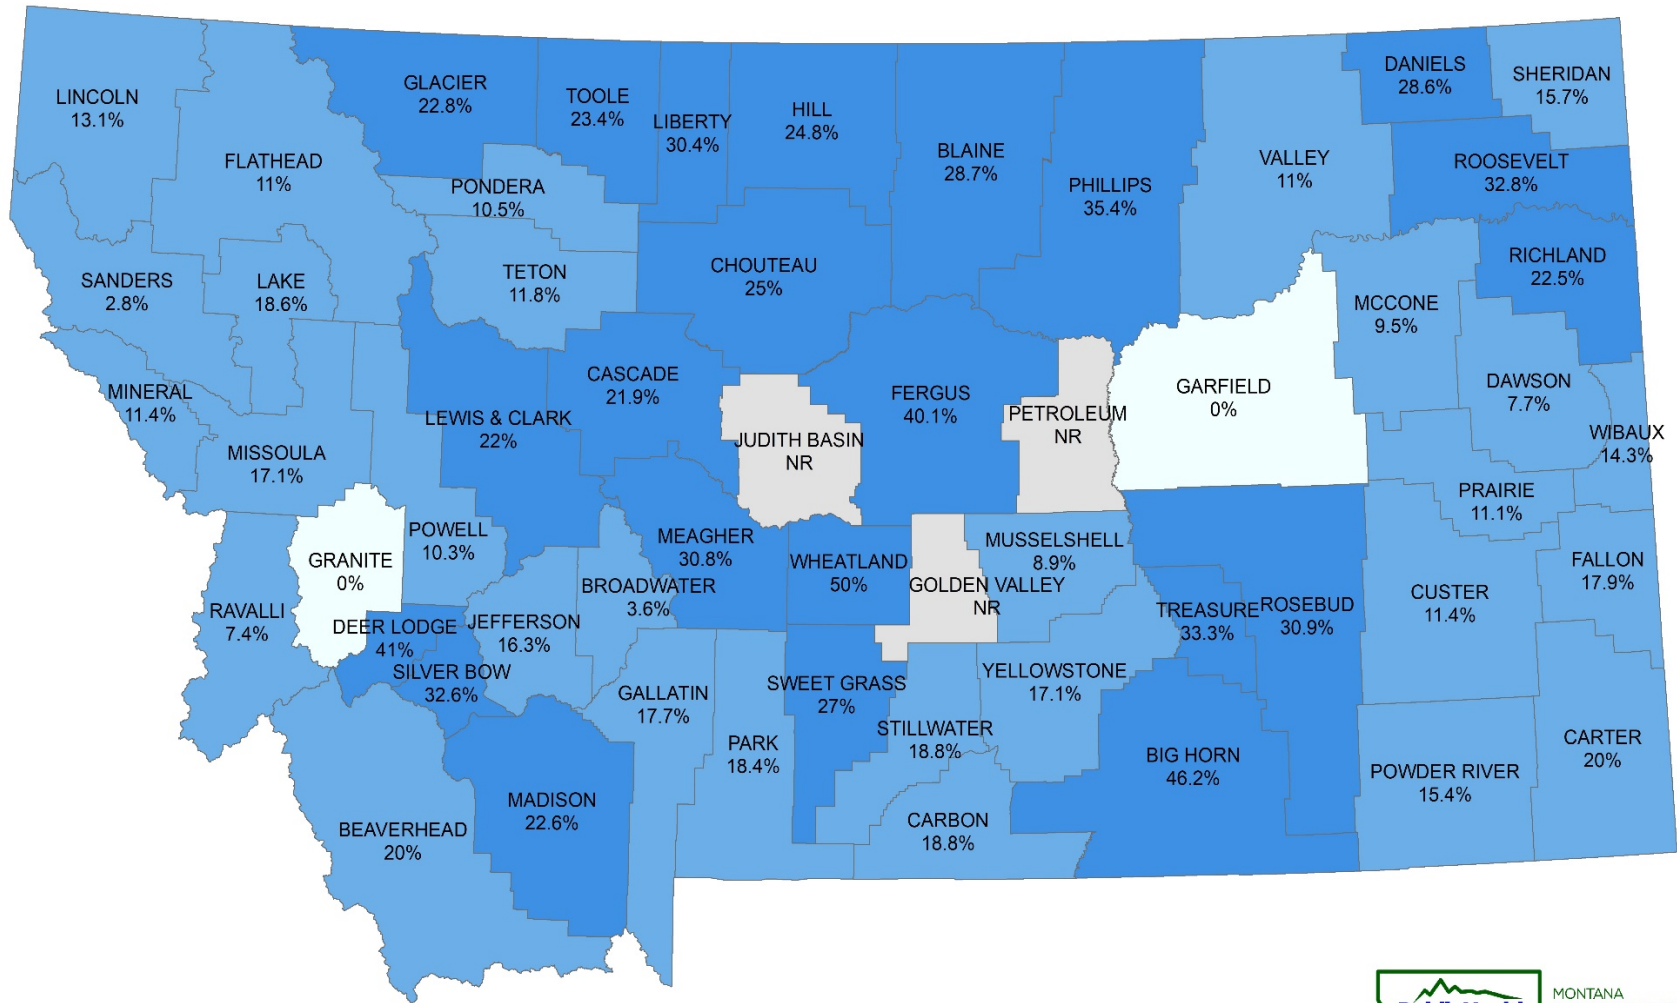 LINCOLN
13.1%
FLATHEAD
11%
GLACIER
22.8%
TOOLE
23.4%
LIBERTY
30.4%
HILL
24.8%
BLAINE
28.7%
PHILLIPS
35.4%
VALLEY
11%
DANIELS
28.6%
SHERIDAN
15.7%
ROOSEVELT
32.8%
PONDERA
10.5%
TETON
11.8%
CHOUTEAU
25%
RICHLAND
22.5%
SANDERS
2.8%
LAKE
18.6%
MCCONE
9.5%
MINERAL
11.4%
MISSOULA
17.1%
LEWIS & CLARK
22%
CASCADE
21.9%
JUDITH BASIN
NR
FERGUS
40.1%
PETROLEUM
NR
GARFIELD
0%
DAWSON
7.7%
WIBAUX
14.3%
PRAIRIE
11.1%
GRANITE
0%
POWELL
10.3%
MEAGHER
30.8%
WHEATLAND
50%
GOLDEN VALLEY
NR
MUSSELSHELL
8.9%
RAVALLI
7.4%
DEER LODGE
41%
SILVER BOW
32.6%
JEFFERSON
16.3%
BROADWATER
3.6%
TREASURE
33.3%
ROSEBUD
30.9%
CUSTER
11.4%
FALLON
17.9%
GALLATIN
17.7%
PARK
18.4%
SWEET GRASS
27%
STILLWATER
18.8%
YELLOWSTONE
17.1%
BEAVERHEAD
20%
MADISON
22.6%
CARBON
18.8%
BIG HORN
46.2%
POWDER RIVER
15.4%
CARTER
20%
MONTANA